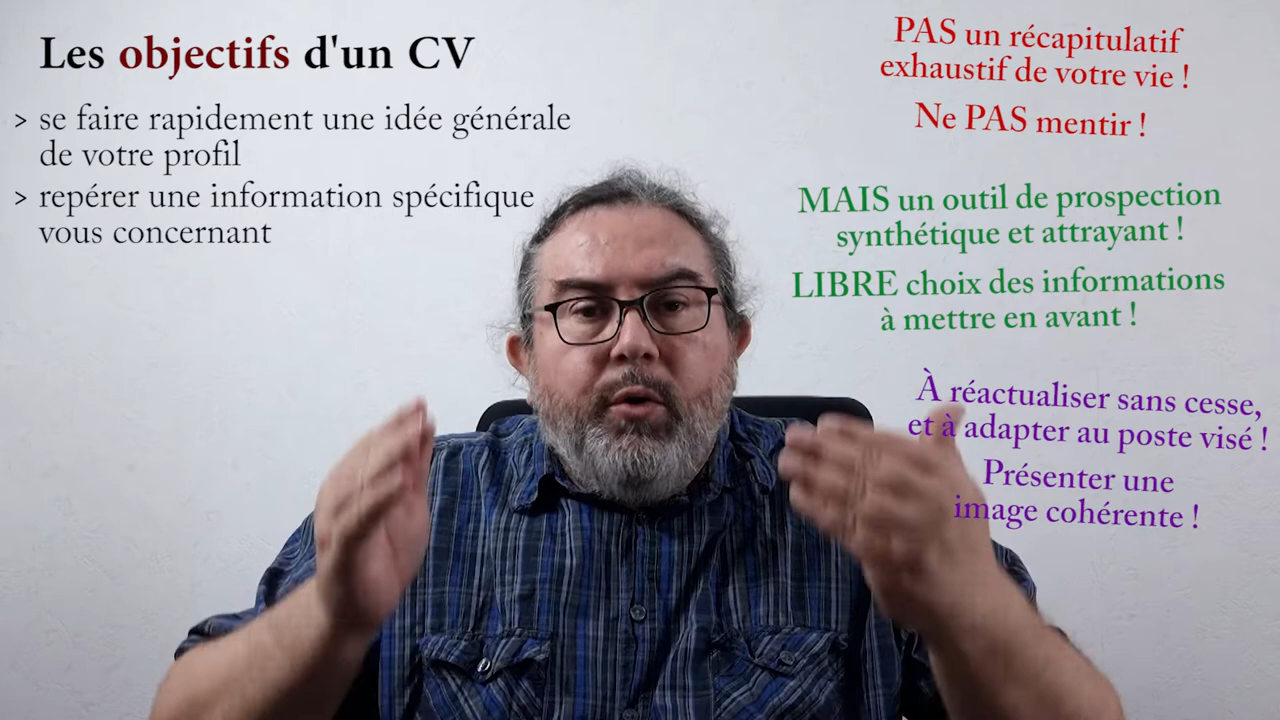 Les objectifs d'un CV
> se faire rapidement une idée générale
de votre profil
> repérer une information spécifique
vous concernant
PAS un récapitulatif
exhaustif de votre vie !
Ne PAS mentir !
MAIS un outil de prospection
synthétique et attrayant !
LIBRE choix des informations
à mettre en avant !
À réactualiser sans cesse,
et à adapter au poste visé !
Présenter une
image cohérente !